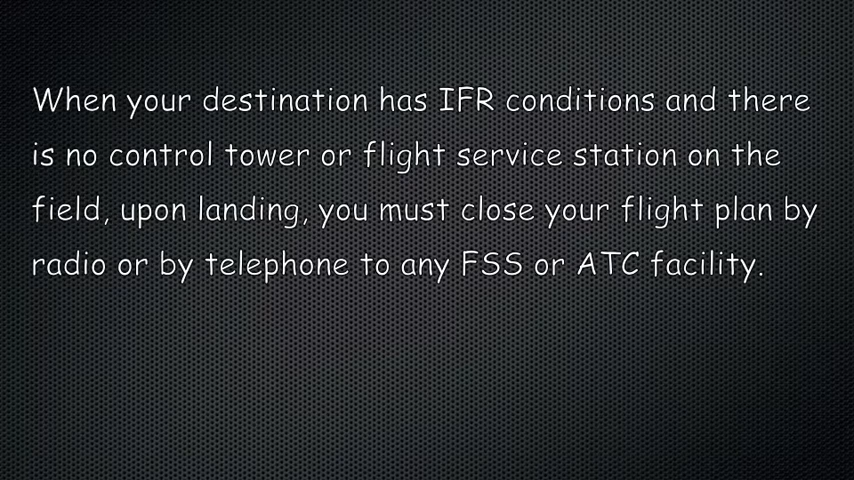 When your destination has IFR conditions and there
is no control tower or flight service station on the
field, upon landing, you must close your flight plan by
radio or by telephone to any FSS or ATC facility.